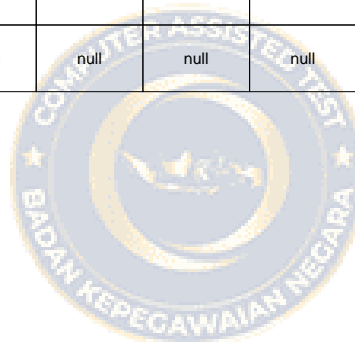 null null null
COMPUTER ASSISTED TEST
BADAN KEPEGAWAIAN NEGARA